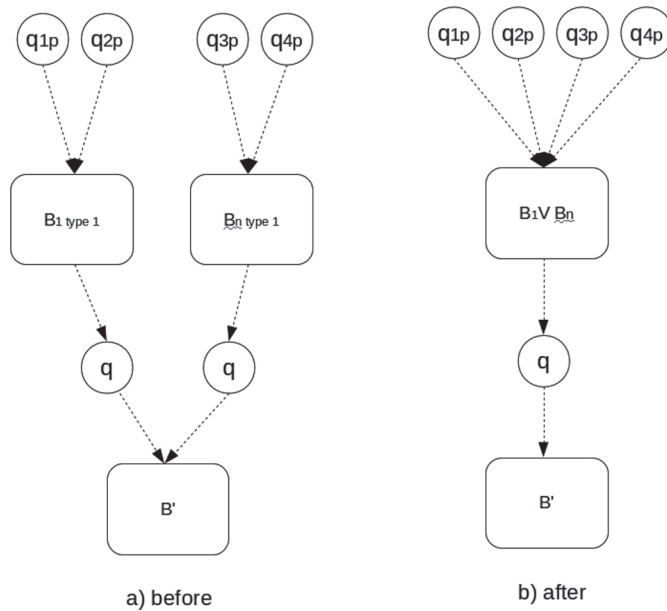 q1p q2p q3p q4p
B1 type 1 Bn type 1
q q
B'
a) before
q1p q2p q3p q4p
B1V Bn
q
B'
b) after